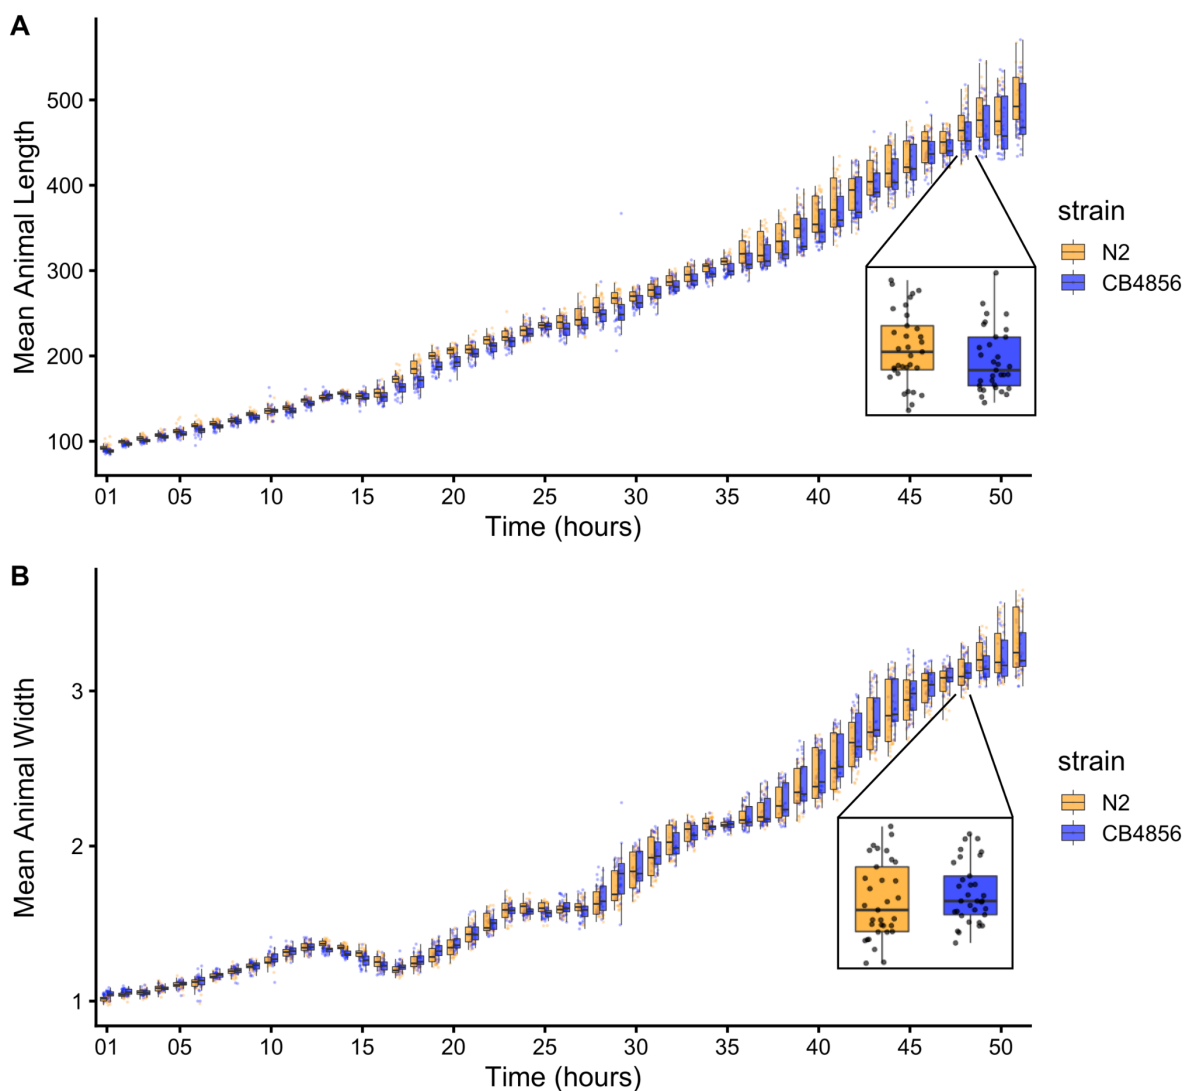 A
Mean Animal Length
500
400
300
200
100
01 05 10 15 20 25 30 35 40 45 50
Time (hours)
strain
N2
CB4856
B
Mean Animal Width
3
2
1
01 05 10 15 20 25 30 35 40 45 50
Time (hours)
strain
N2
CB4856